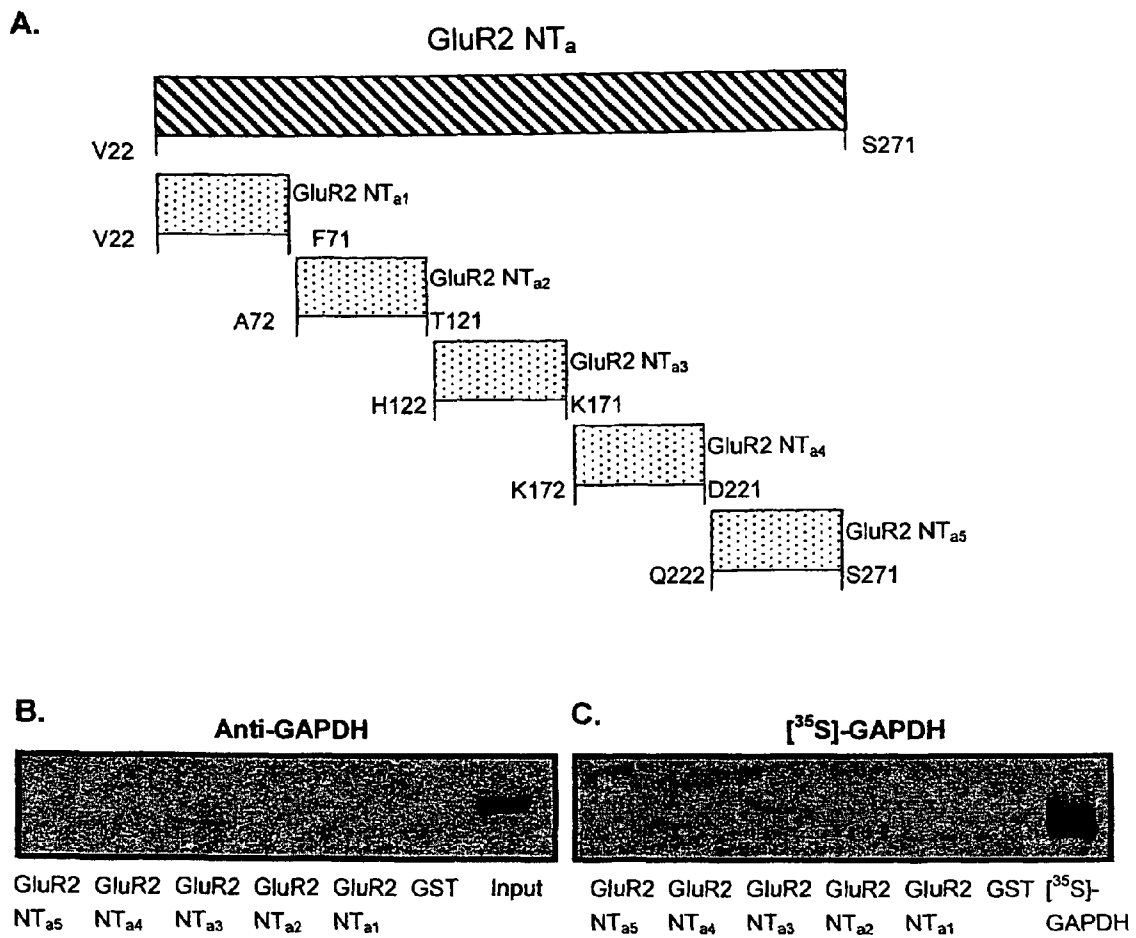 A.
GluR2 NTa
V22 S271
GluR2 NTa1
V22 F71
GluR2 NTa2
A72 T121
GluR2 NTa3
H122 K171
GluR2 NTa4
K172 D221
GluR2 NTa5
Q222 S271
B.
Anti-GAPDH
GluR2 GluR2 GluR2 GluR2 GluR2 GST Input
NTa5 NTa4 NTa3 NTa2 NTa1
C.
[35S]-GAPDH
GluR2 GluR2 GluR2 GluR2 GluR2 GST [35S]-
NTa5 NTa4 NTa3 NTa2 NTa1 GAPDH